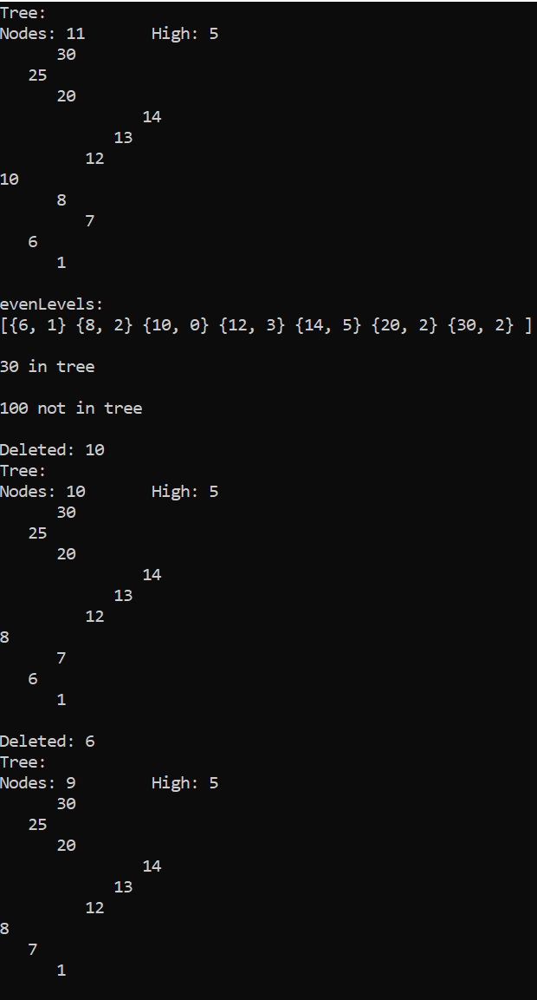 Tree:
Nodes: 11       High: 5
      30
   25
      20
               14
            13
         12
10
      8
         7
   6
      1

evenLevels:
[{6, 1} {8, 2} {10, 0} {12, 3} {14, 5} {20, 2} {30, 2} ]

30 in tree

100 not in tree

Deleted: 10
Tree:
Nodes: 10       High: 5
      30
   25
      20
               14
            13
         12
8
      7
   6
      1

Deleted: 6
Tree:
Nodes: 9        High: 5
      30
   25
      20
               14
            13
         12
8
   7
      1